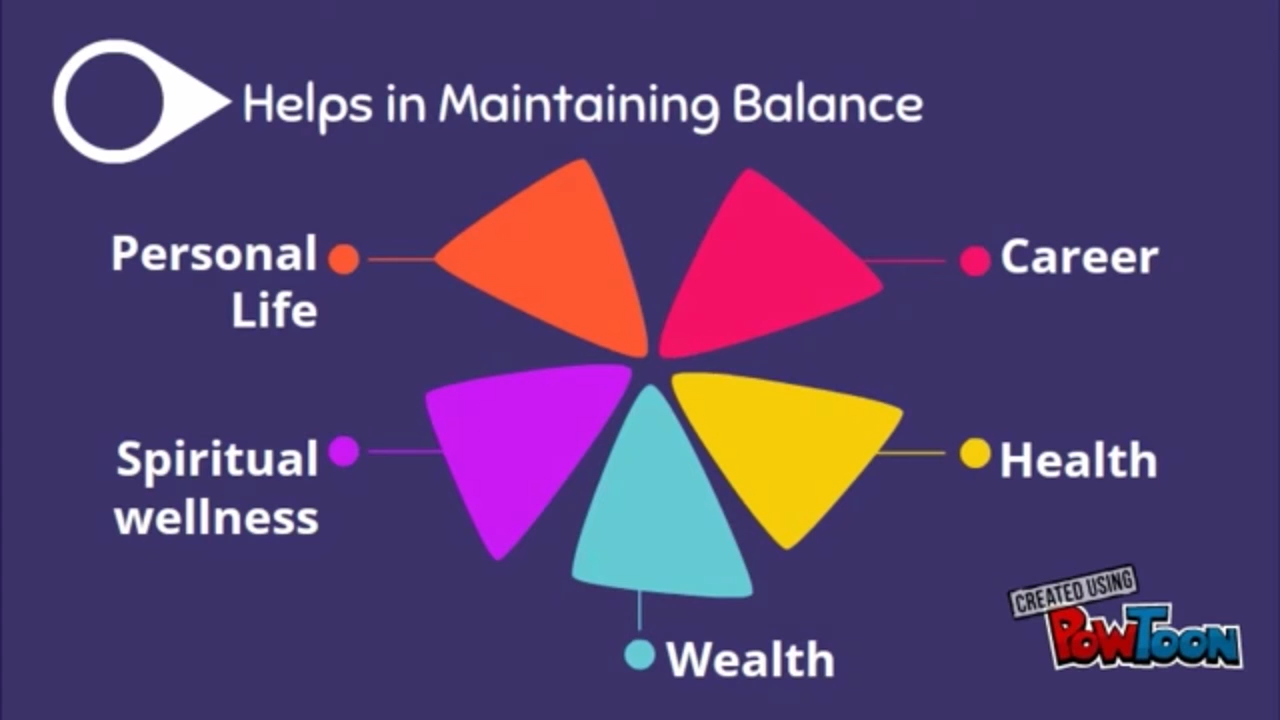 Helps in Maintaining Balance
Personal
Life
Career
Spiritual
wellness
Health
Wealth
CREATED USING
POWTOON